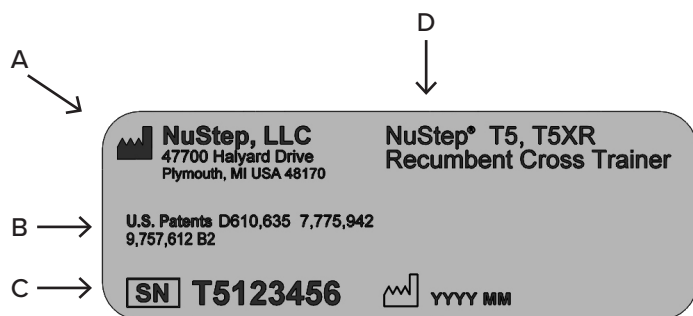 D
A
NuStep, LLC
47700 Halyard Drive
Plymouth, MI USA 48170
NuStep® T5, T5XR
Recumbent Cross Trainer
B
U.S. Patents D610,635 7,775,942
9,757,612 B2
C
SN T5123456
YYYY MM